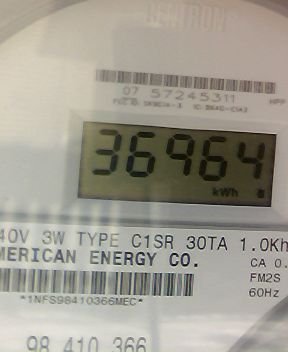 CENTRON
07 57245311
36964
kWh
40V 3W TYPE C1SR 30TA 1.0Kh
MERICAN ENERGY CO.
CA 0.
FM2S
60Hz
*1NFS98410366MEC*
98 410 366